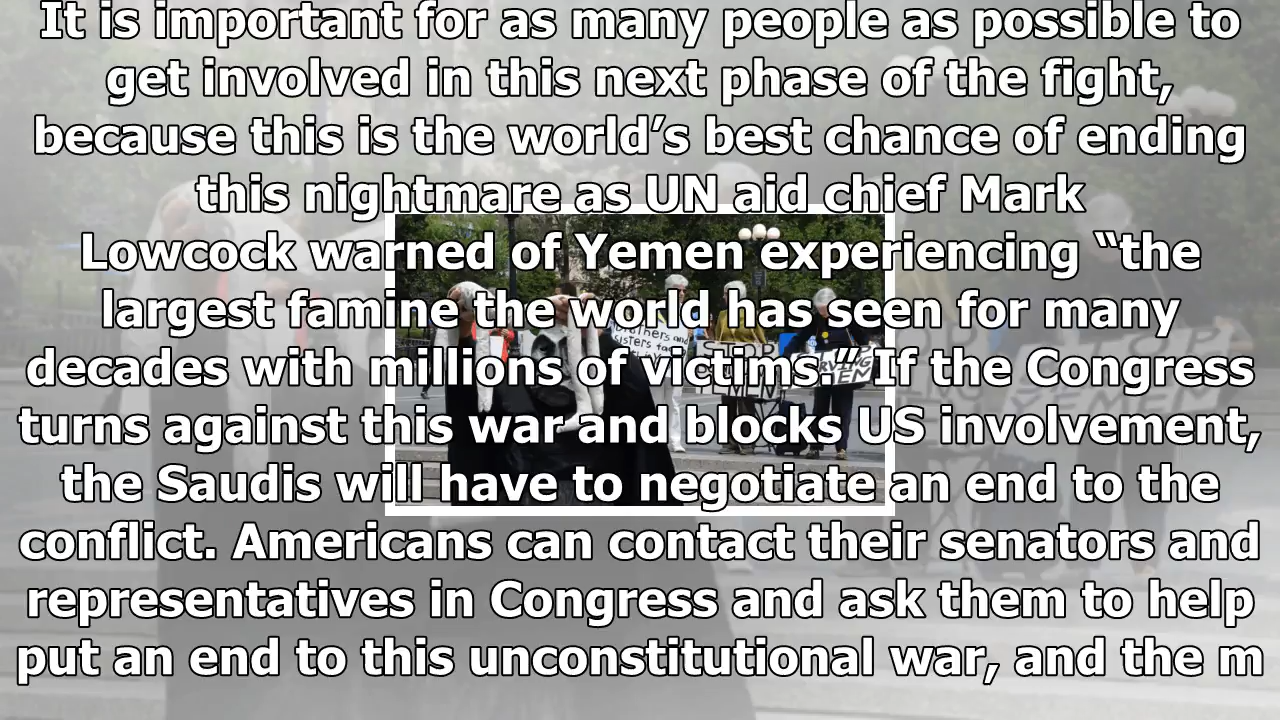 It is important for as many people as possible to
get involved in this next phase of the fight,
because this is the world’s best chance of ending
this nightmare as UN aid chief Mark
Lowcock warned of Yemen experiencing “the
largest famine the world has seen for many
decades with millions of victims.” If the Congress
turns against this war and blocks US involvement,
the Saudis will have to negotiate an end to the
conflict. Americans can contact their senators and
representatives in Congress and ask them to help
put an end to this unconstitutional war, and the m